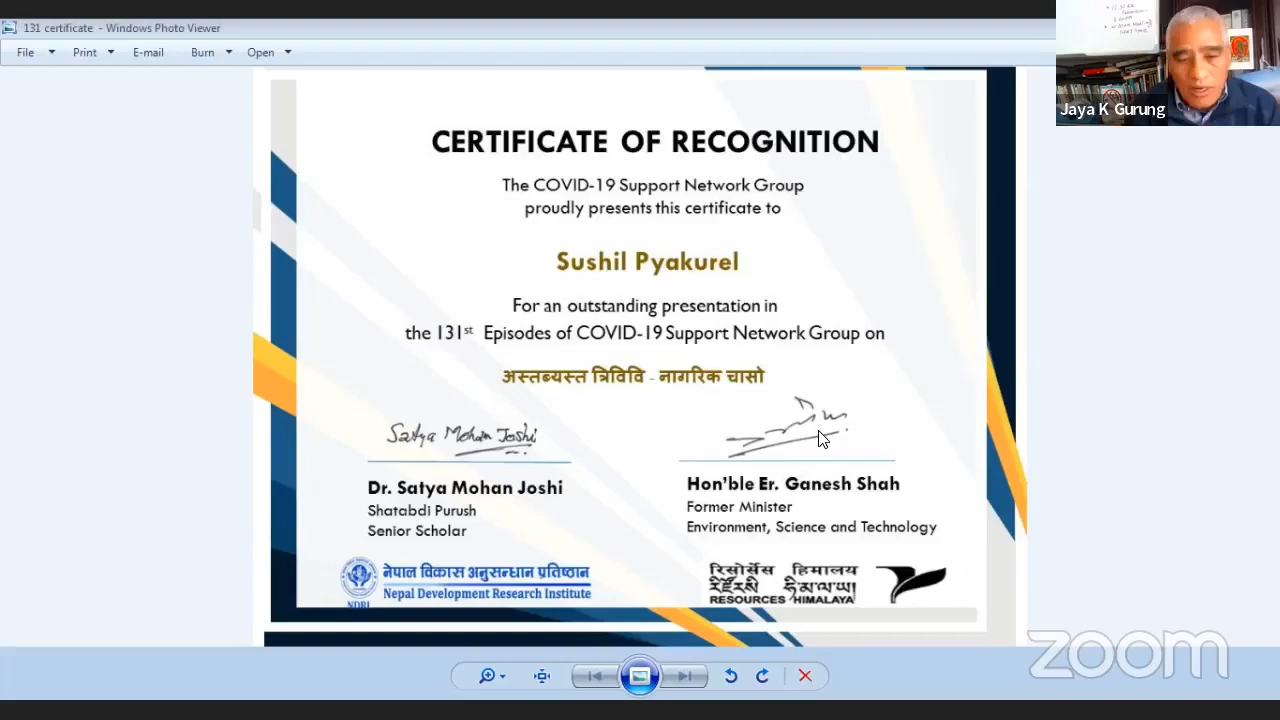 131 certificate - Windows Photo Viewer
File Print E-mail Burn Open
Jaya K Gurung
CERTIFICATE OF RECOGNITION
The COVID-19 Support Network Group
proudly presents this certificate to
Sushil Pyakurel
For an outstanding presentation in
the 131st Episodes of COVID-19 Support Network Group on
अस्तब्यस्त त्रिविवि - नागरिक चासो
Satya Mohan Joshi
Dr. Satya Mohan Joshi
Shatabdi Purush
Senior Scholar
Hon'ble Er. Ganesh Shah
Former Minister
Environment, Science and Technology
नेपाल विकास अनुसन्धान प्रतिष्ठान
Nepal Development Research Institute
NDRI
रिसोर्सेस हिमालय
RESOURCES HIMALAYA
zoom